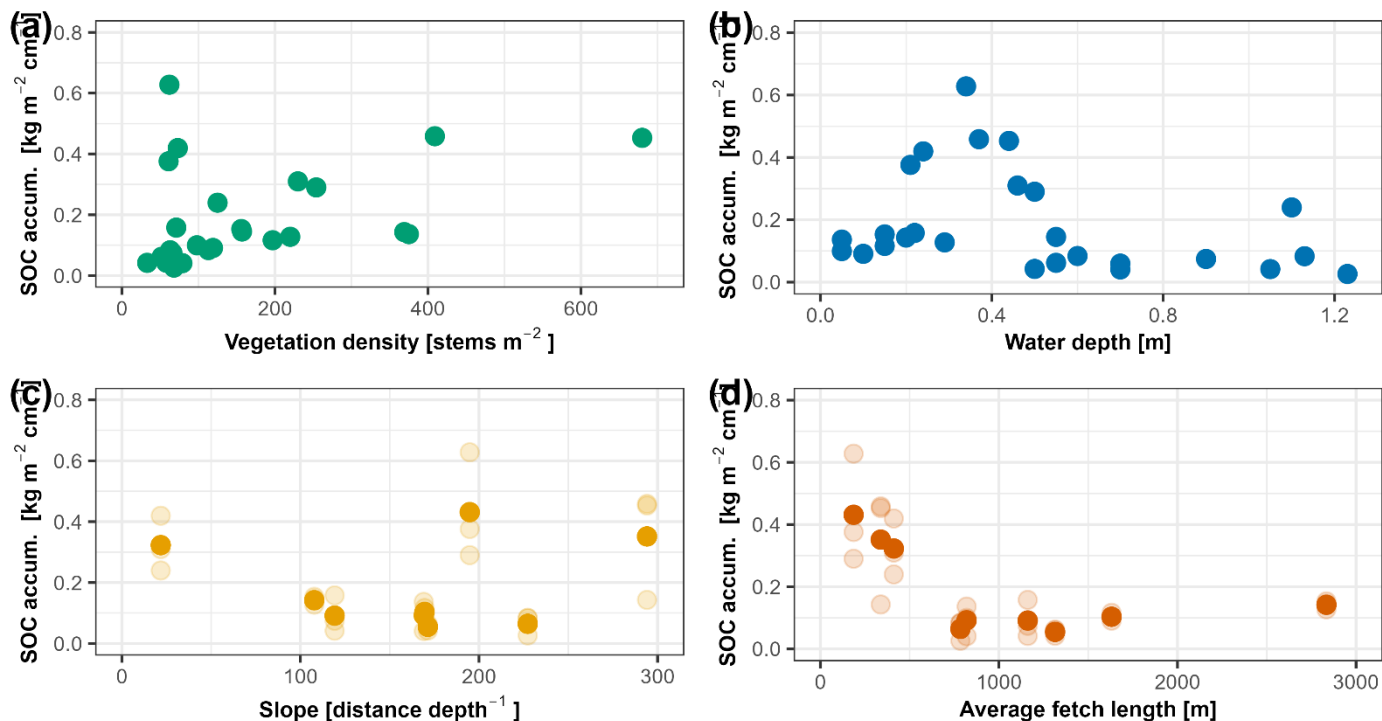 (a)
SOC accum. [kg m⁻² cm⁻¹]
0.8
0.6
0.4
0.2
0.0
0 200 400 600
Vegetation density [stems m⁻² ]
(b)
SOC accum. [kg m⁻² cm⁻¹]
0.8
0.6
0.4
0.2
0.0
0.0 0.4 0.8 1.2
Water depth [m]
(c)
SOC accum. [kg m⁻² cm⁻¹]
0.8
0.6
0.4
0.2
0.0
0 100 200 300
Slope [distance depth⁻¹ ]
(d)
SOC accum. [kg m⁻² cm⁻¹]
0.8
0.6
0.4
0.2
0.0
0 1000 2000 3000
Average fetch length [m]